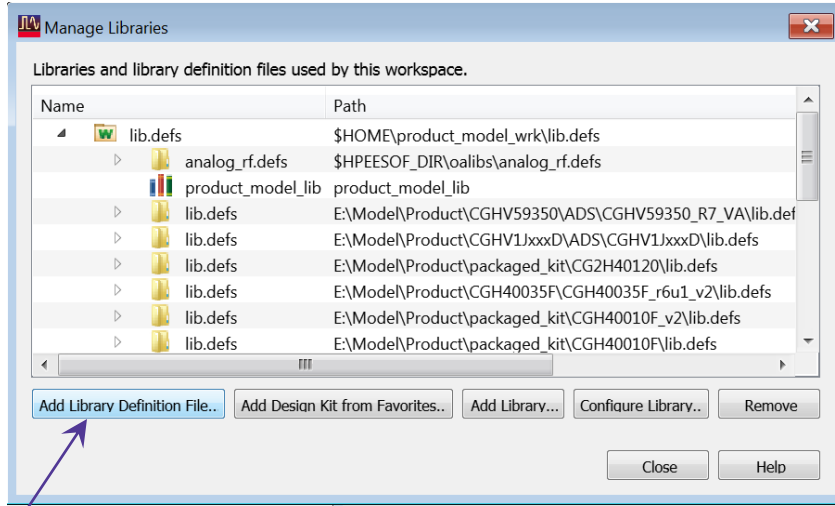 Manage Libraries
Libraries and library definition files used by this workspace.
Name Path
lib.defs $HOME\product_model_wrk\lib.defs
analog_rf.defs $HPEESOF_DIR\oalibs\analog_rf.defs
product_model_lib product_model_lib
lib.defs E:\Model\Product\CGHV59350\ADS\CGHV59350_R7_VA\lib.def
lib.defs E:\Model\Product\CGHV1JxxxD\ADS\CGHV1JxxxD\lib.defs
lib.defs E:\Model\Product\packaged_kit\CG2H40120\lib.defs
lib.defs E:\Model\Product\CGH40035F\CGH40035F_r6u1_v2\lib.defs
lib.defs E:\Model\Product\packaged_kit\CGH40010F_v2\lib.defs
lib.defs E:\Model\Product\packaged_kit\CGH40010F\lib.defs
Add Library Definition File.. Add Design Kit from Favorites.. Add Library... Configure Library.. Remove
Close Help